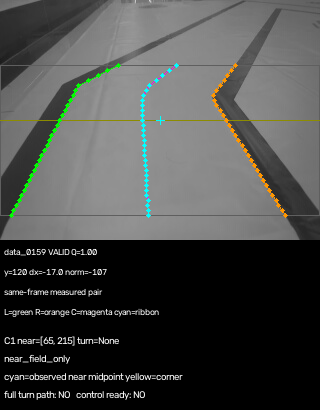 data_0159 VALID Q=1.00
y=120 dx=-17.0 norm=-107
same-frame measured pair
L=green R=orange C=magenta cyan=ribbon
C1 near=[65, 215] turn=None
near_field_only
cyan=observed near midpoint yellow=corner
full turn path: NO control ready: NO